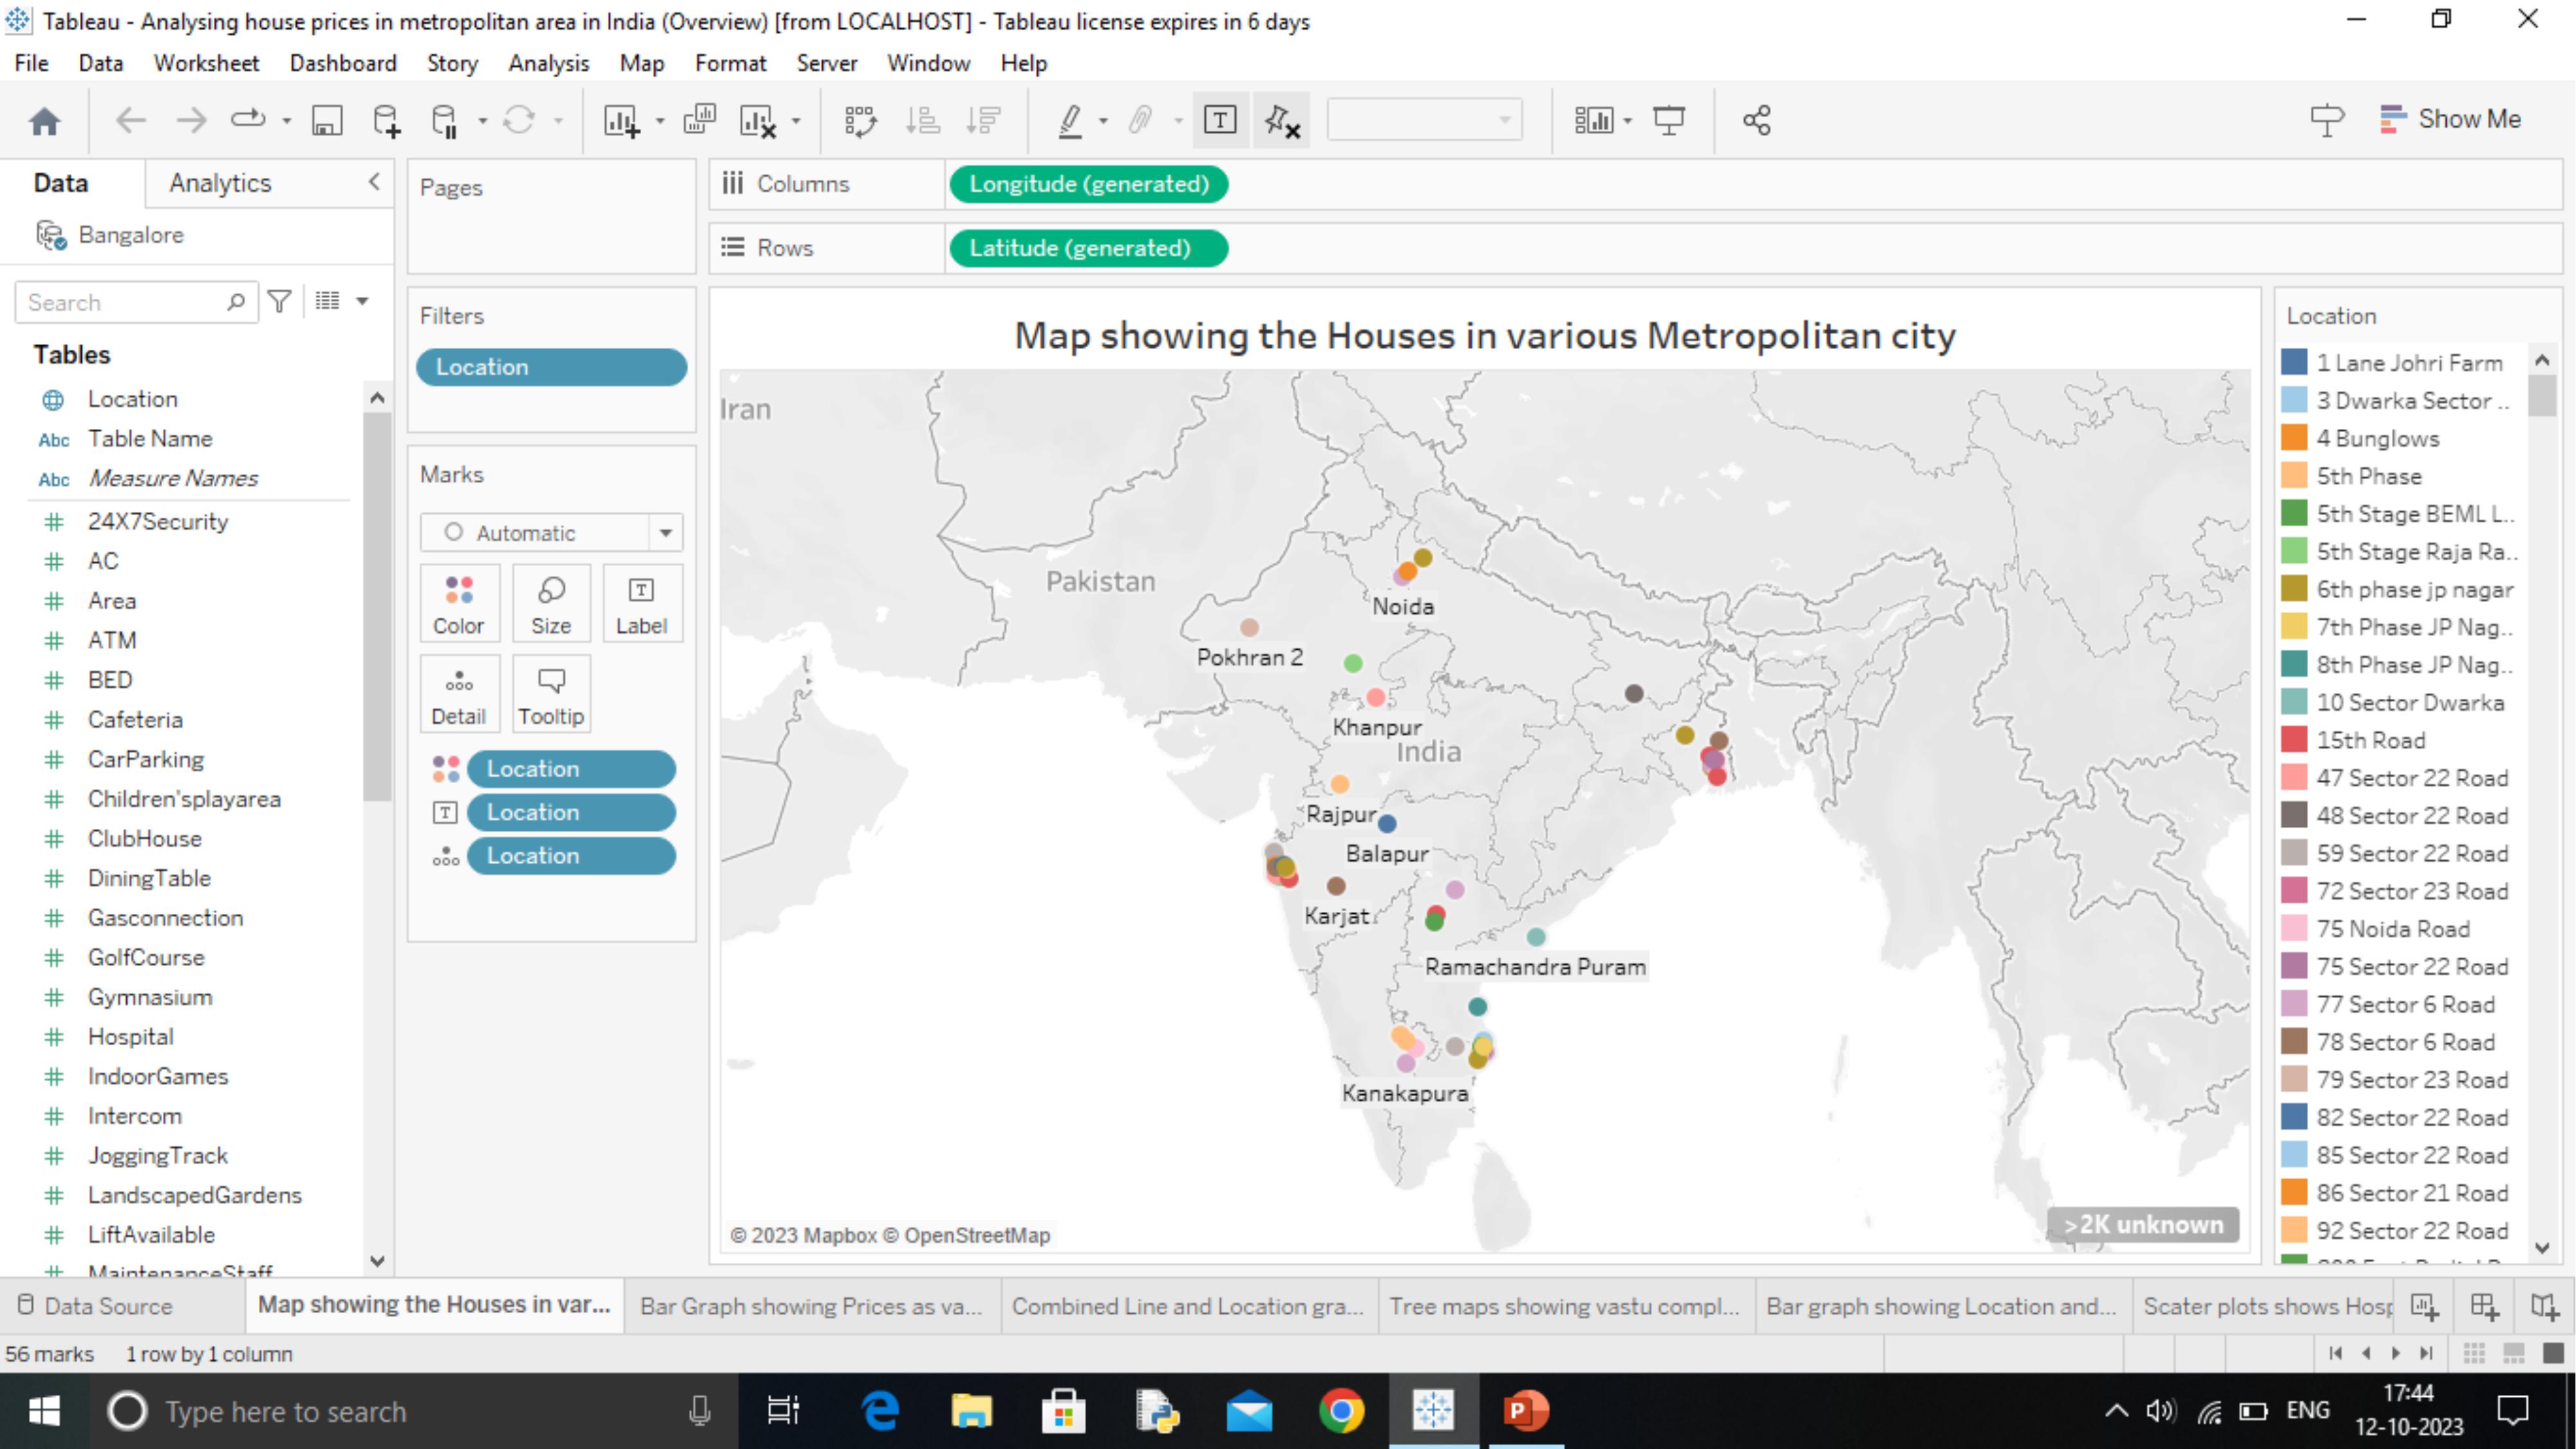 Tableau - Analysing house prices in metropolitan area in India (Overview) [from LOCALHOST] - Tableau license expires in 6 days
File Data Worksheet Dashboard Story Analysis Map Format Server Window Help
Show Me
Data Analytics
Bangalore
Search
Tables
Location
Abc Table Name
Abc Measure Names
24X7Security
AC
Area
ATM
BED
Cafeteria
CarParking
Children'splayarea
ClubHouse
DiningTable
Gasconnection
GolfCourse
Gymnasium
Hospital
IndoorGames
Intercom
JoggingTrack
LandscapedGardens
LiftAvailable
MaintenanceStaff
Pages
Filters
Location
Marks
Automatic
Color Size Label
Detail Tooltip
Location
Location
Location
Columns Longitude (generated)
Rows Latitude (generated)
Map showing the Houses in various Metropolitan city
Iran
Pakistan
Noida
Pokhran 2
Khanpur
India
Rajpur
Balapur
Karjat
Ramachandra Puram
Kanakapura
© 2023 Mapbox © OpenStreetMap
>2K unknown
Location
1 Lane Johri Farm
3 Dwarka Sector ..
4 Bunglows
5th Phase
5th Stage BEML L..
5th Stage Raja Ra..
6th phase jp nagar
7th Phase JP Nag..
8th Phase JP Nag..
10 Sector Dwarka
15th Road
47 Sector 22 Road
48 Sector 22 Road
59 Sector 22 Road
72 Sector 23 Road
75 Noida Road
75 Sector 22 Road
77 Sector 6 Road
78 Sector 6 Road
79 Sector 23 Road
82 Sector 22 Road
85 Sector 22 Road
86 Sector 21 Road
92 Sector 22 Road
Data Source Map showing the Houses in var... Bar Graph showing Prices as va... Combined Line and Location gra... Tree maps showing vastu compl... Bar graph showing Location and... Scater plots shows Hosp
56 marks 1 row by 1 column
Type here to search
ENG
17:44
12-10-2023